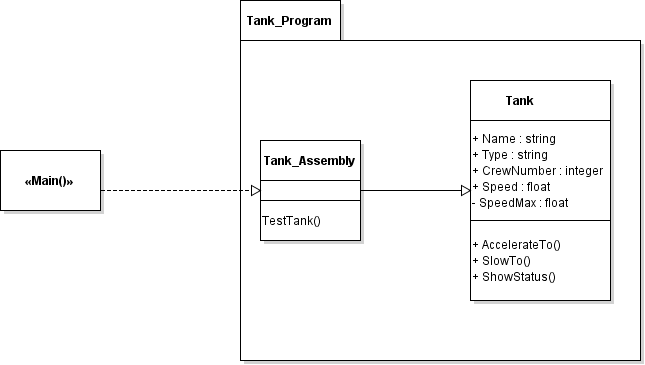 Tank_Program
Tank
+ Name : string
+ Type : string
+ CrewNumber : integer
+ Speed : float
- SpeedMax : float
+ AccelerateTo()
+ SlowTo()
+ ShowStatus()
Tank_Assembly
TestTank()
«Main()»